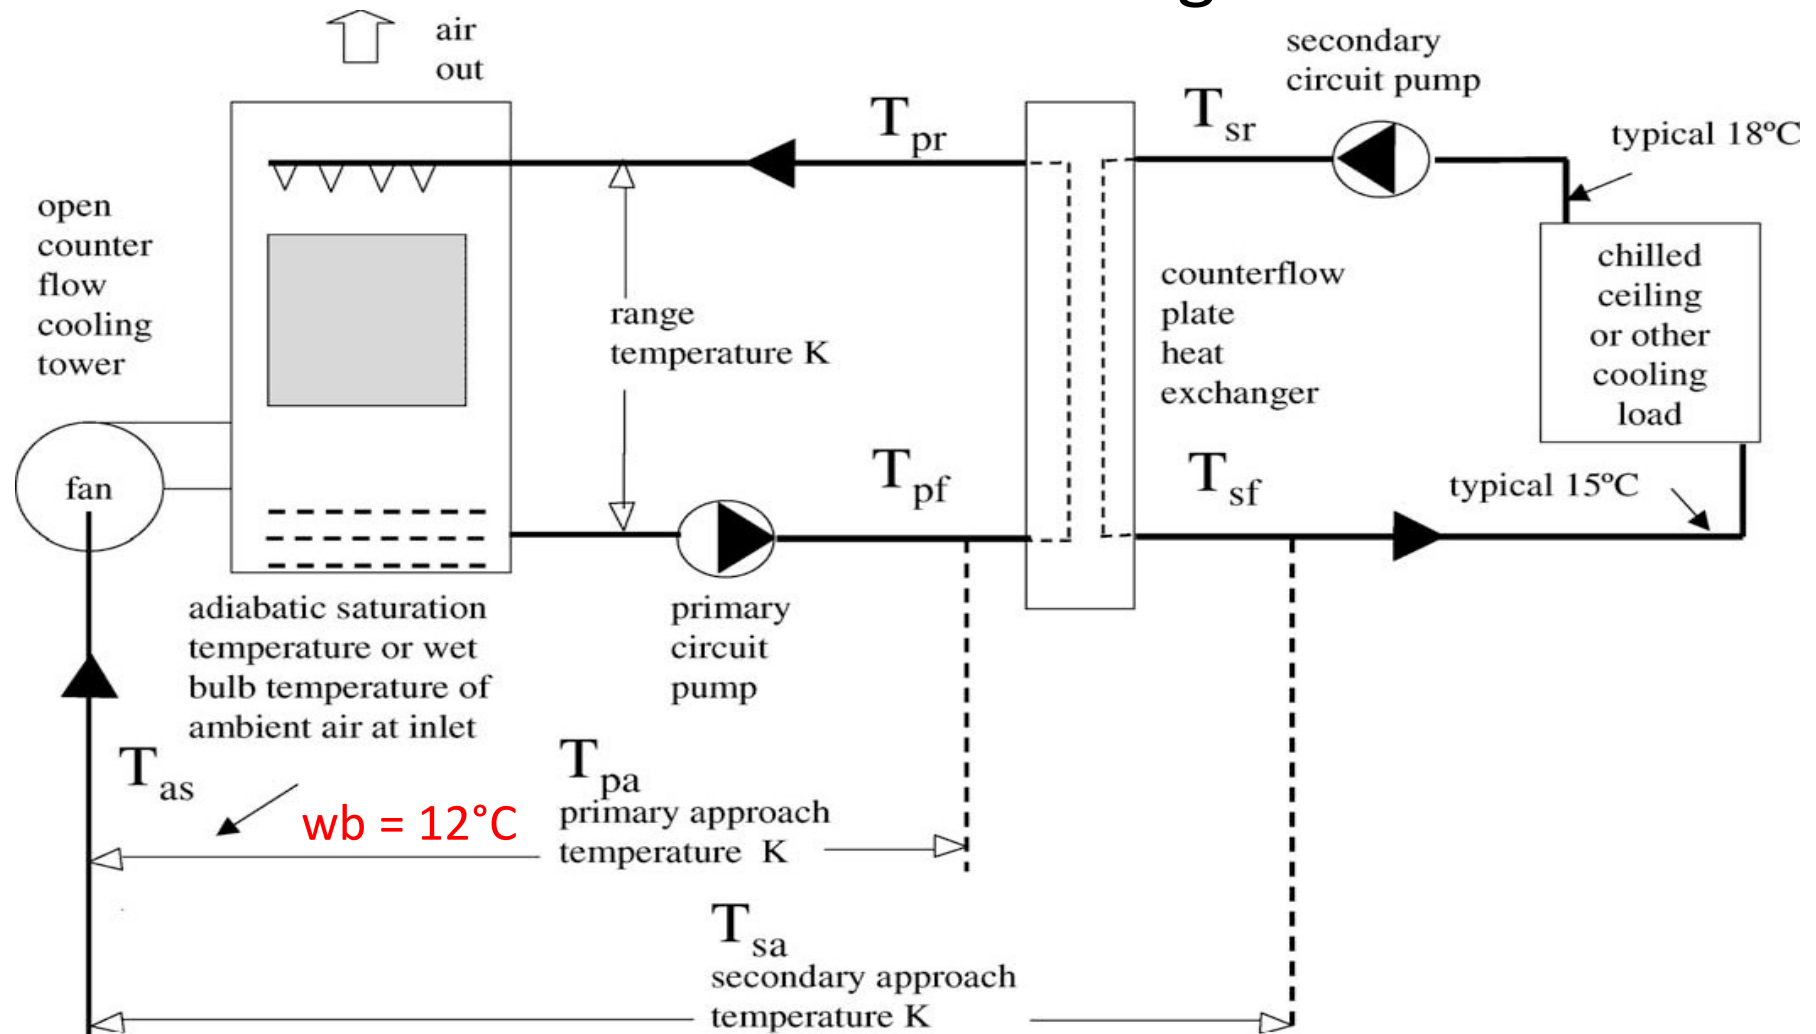 g
air
out
secondary
circuit pump
T pr
T sr
typical 18ºC
open
counter
flow
cooling
tower
range
temperature K
counterflow
plate
heat
exchanger
chilled
ceiling
or other
cooling
load
fan
T pf
T sf
typical 15ºC
adiabatic saturation
temperature or wet
bulb temperature of
ambient air at inlet
primary
circuit
pump
T as
wb = 12°C
T pa
primary approach
temperature K
T sa
secondary approach
temperature K